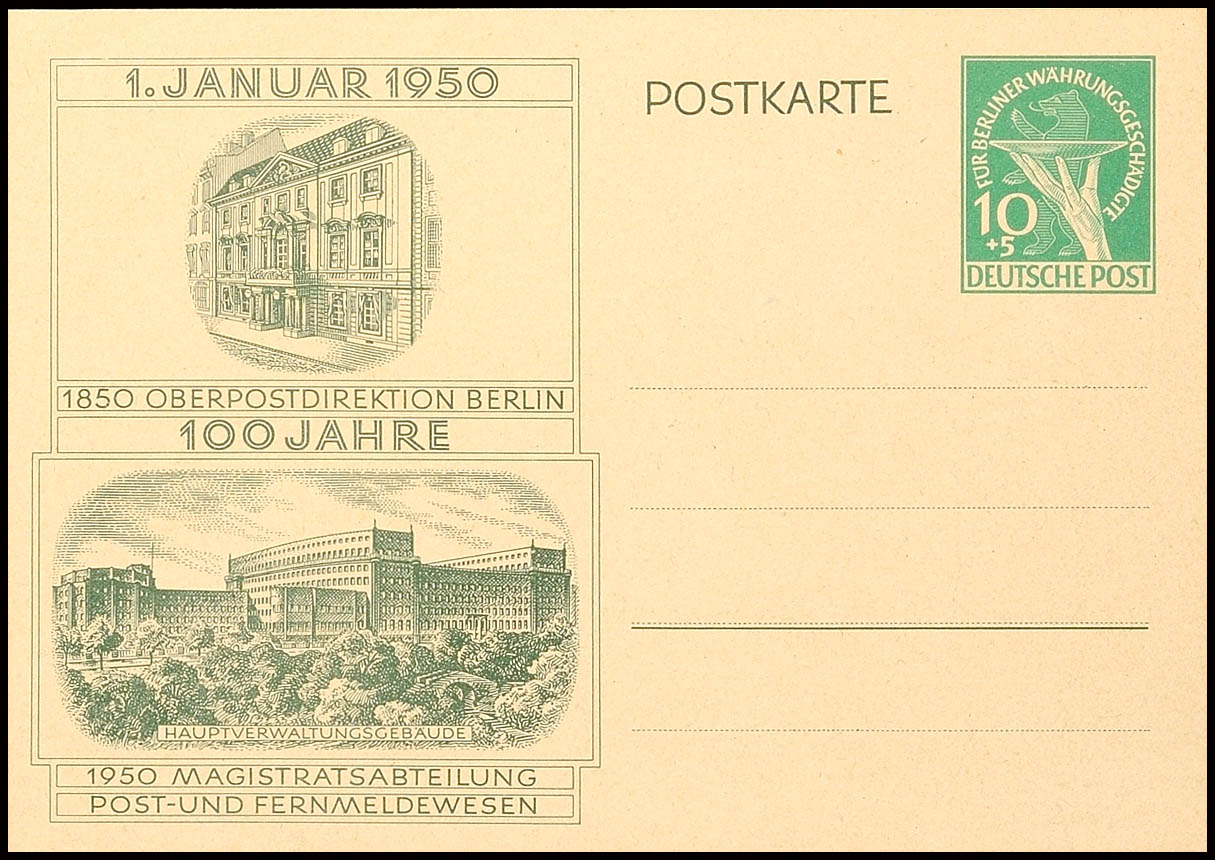 1. JANUAR 1950
1850 OBERPOSTDIREKTION BERLIN
100 JAHRE
HAUPTVERWALTUNGSGEBÄUDE
1950 MAGISTRATSABTEILUNG
POST-UND FERNMELDEWESEN
POSTKARTE
FÜR BERLINER WÄHRUNGSGESCHÄDIGTE
10
+5
DEUTSCHE POST